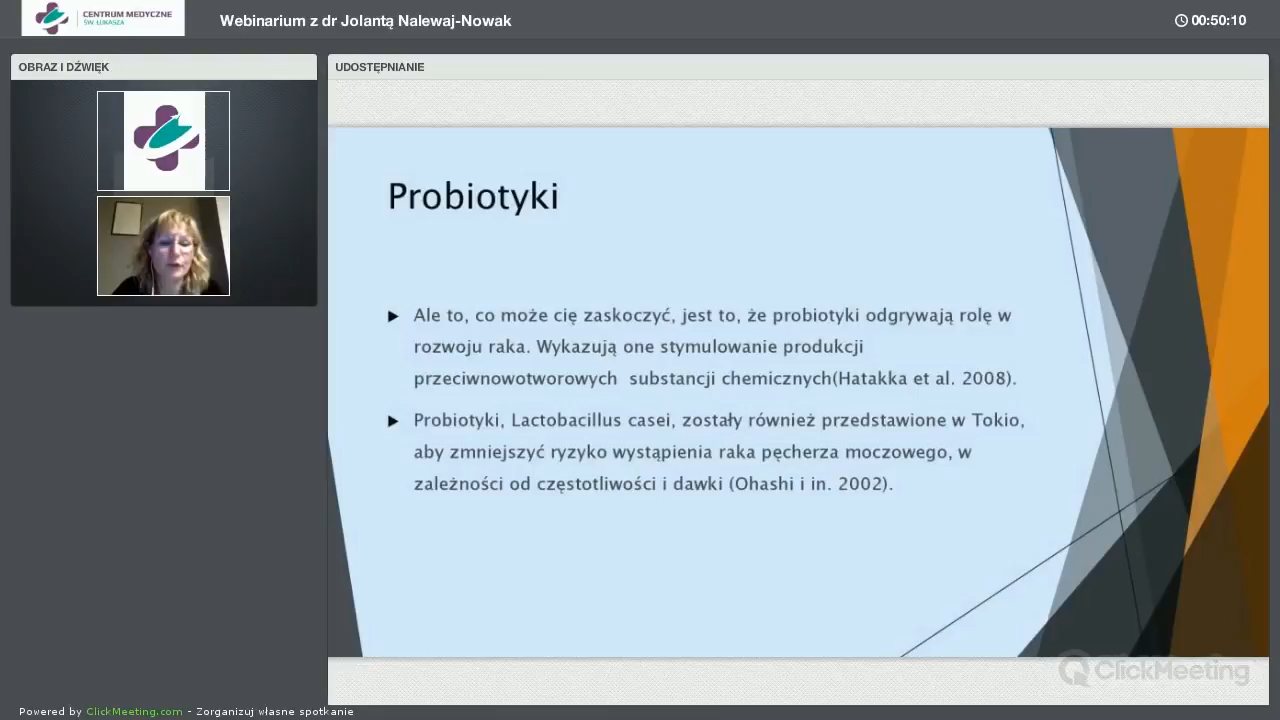 CENTRUM MEDYCZNE
ŚW. ŁUKASZA
Webinarium z dr Jolantą Nalewaj-Nowak
00:50:10
OBRAZ I DŹWIĘK
UDOSTĘPNIANIE
Probiotyki
Ale to, co może cię zaskoczyć, jest to, że probiotyki odgrywają rolę w
rozwoju raka. Wykazują one stymulowanie produkcji
przeciwnowotworowych substancji chemicznych(Hatakka et al. 2008).
Probiotyki, Lactobacillus casei, zostały również przedstawione w Tokio,
aby zmniejszyć ryzyko wystąpienia raka pęcherza moczowego, w
zależności od częstotliwości i dawki (Ohashi i in. 2002).
ClickMeeting
Powered by ClickMeeting.com - Zorganizuj własne spotkanie